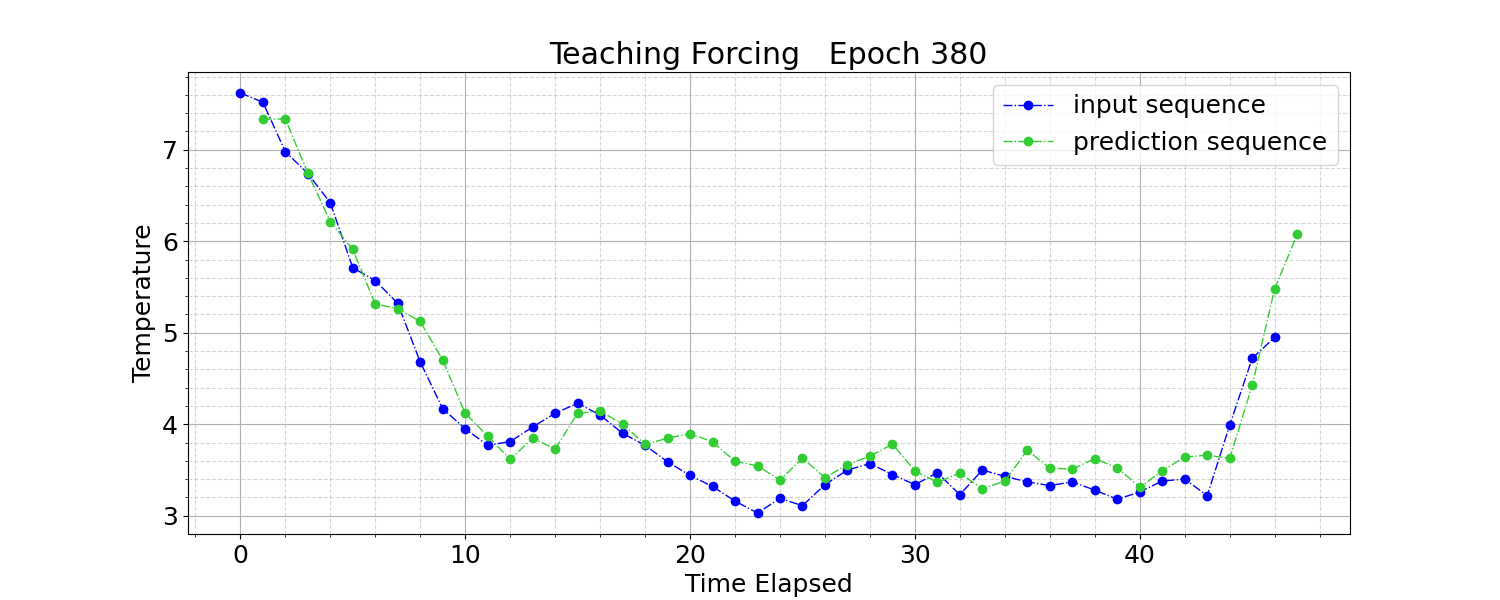 Teaching Forcing   Epoch 380
input sequence
prediction sequence
Temperature
7
6
5
4
3
0 10 20 30 40
Time Elapsed